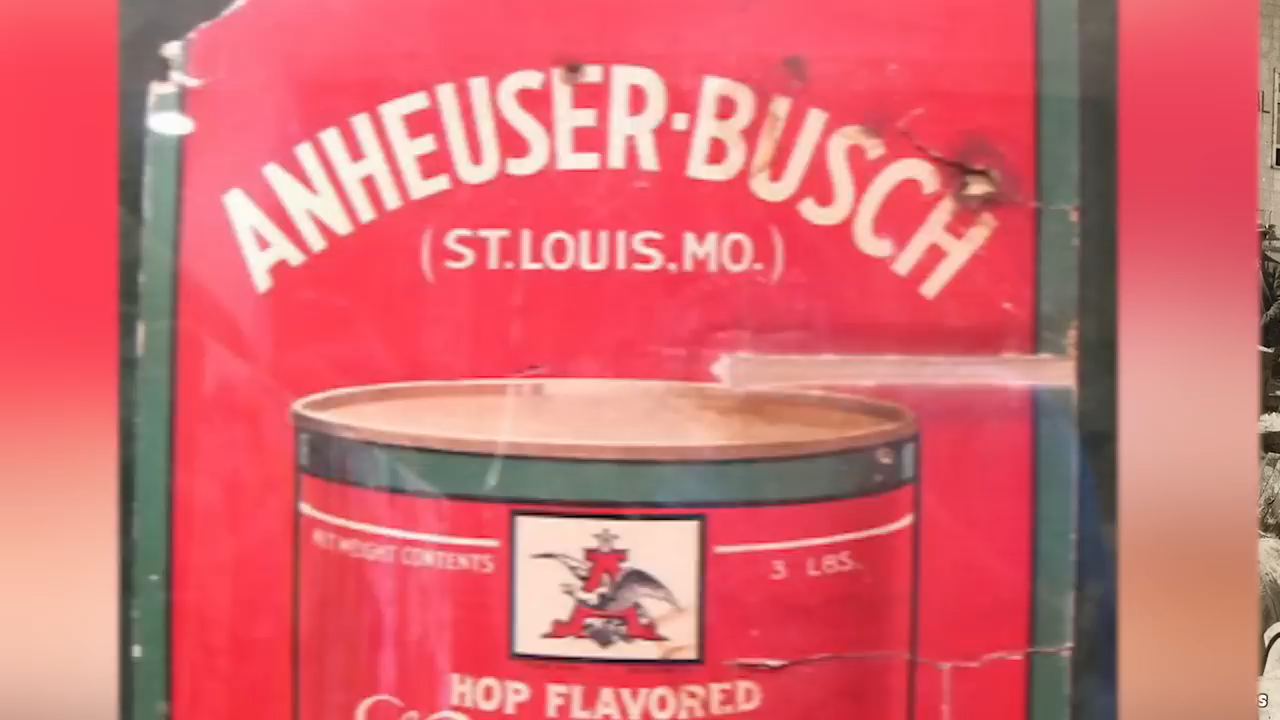 ANHEUSER·BUSCH
(ST. LOUIS, MO.)
NET WEIGHT CONTENTS
3 LBS.
A
HOP FLAVORED